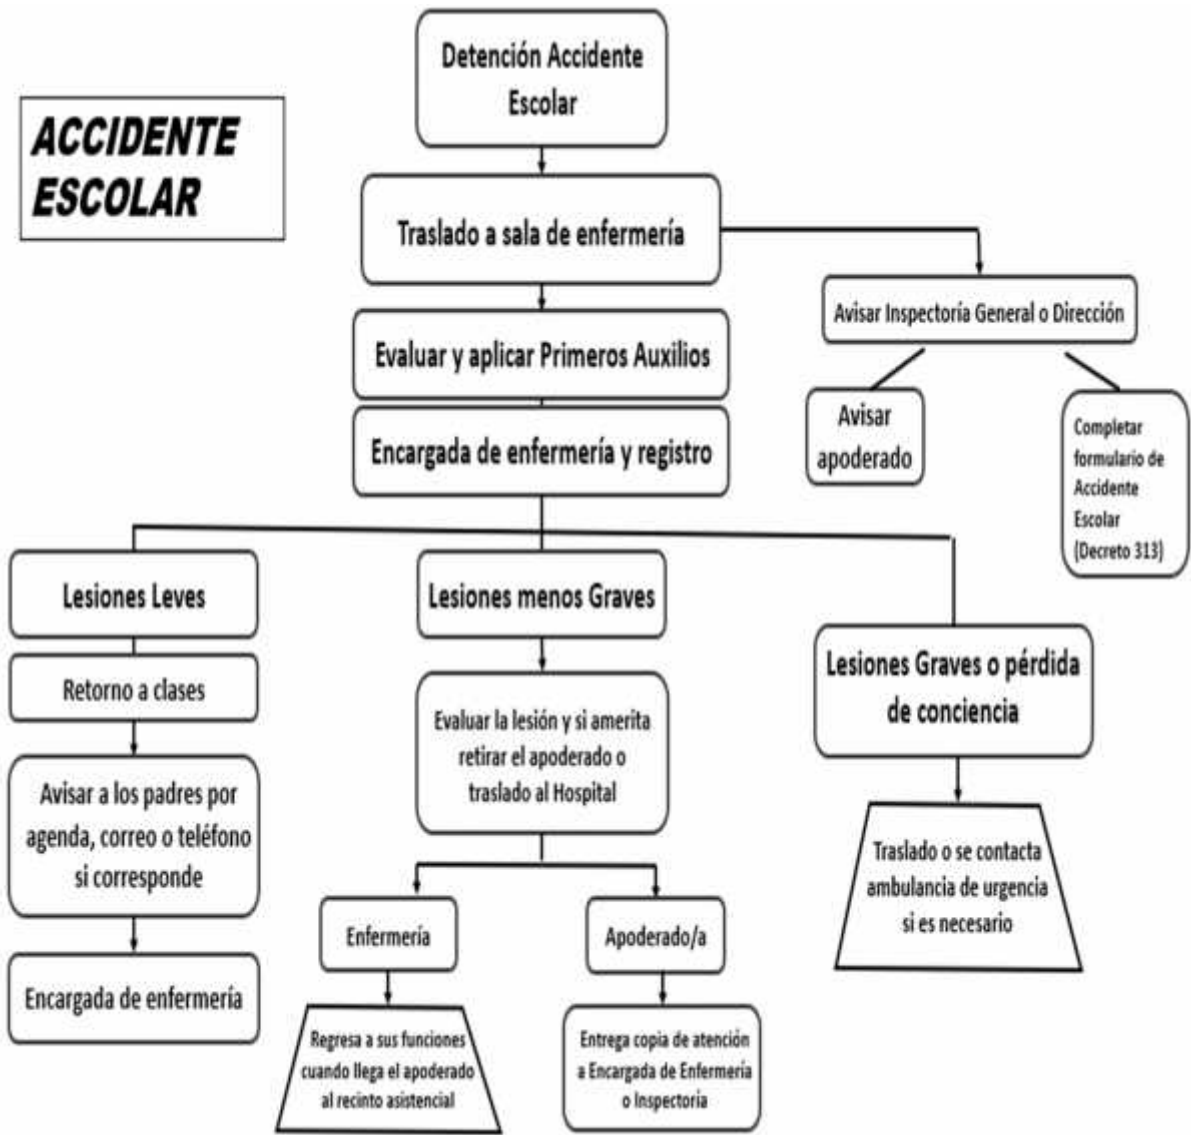 Detención Accidente
Escolar
ACCIDENTE
ESCOLAR
Traslado a sala de enfermería
Avisar Inspectoría General o Dirección
Evaluar y aplicar Primeros Auxilios
Avisar
apoderado
Completar
formulario de
Accidente
Escolar
(Decreto 313)
Encargada de enfermería y registro
Lesiones Leves
Lesiones menos Graves
Lesiones Graves o pérdida
de conciencia
Retorno a clases
Evaluar la lesión y si amerita
retirar el apoderado o
traslado al Hospital
Avisar a los padres por
agenda, correo o teléfono
si corresponde
Traslado o se contacta
ambulancia de urgencia
si es necesario
Enfermería
Apoderado/a
Encargada de enfermería
Regresa a sus funciones
cuando llega el apoderado
al recinto asistencial
Entrega copia de atención
a Encargada de Enfermería
o Inspectoría